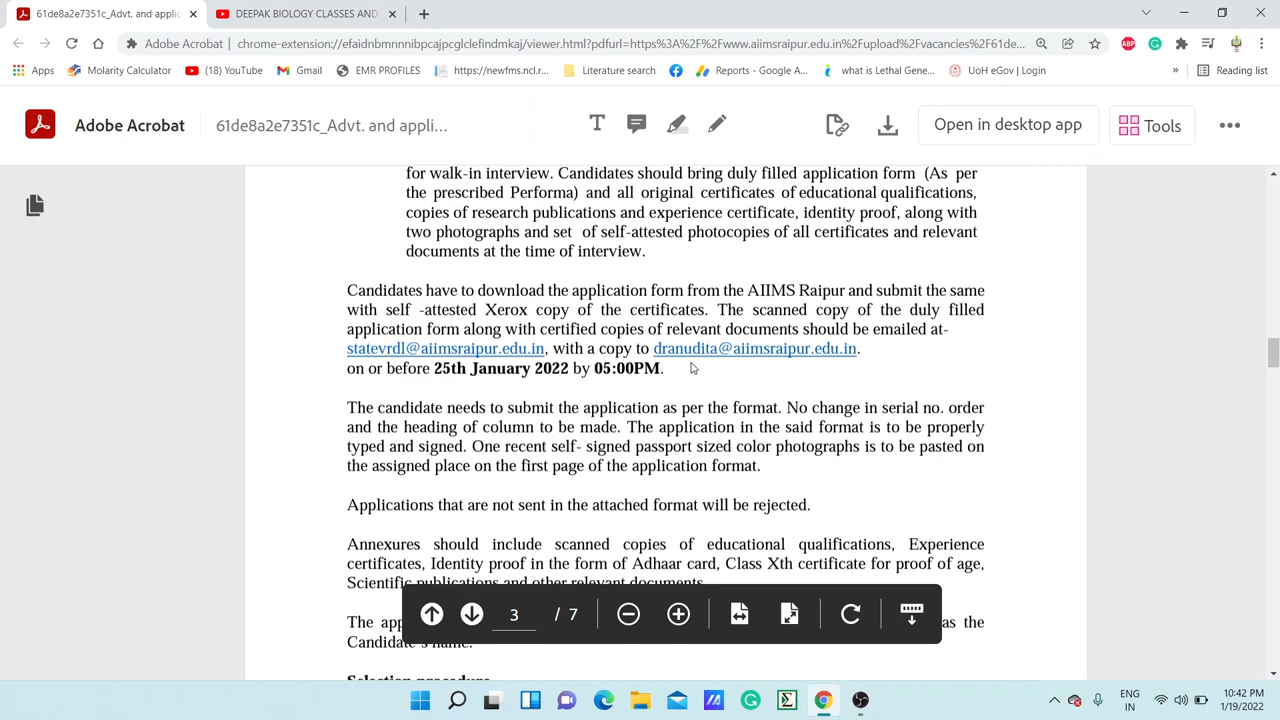 61de8a2e7351c_Advt. and applic
DEEPAK BIOLOGY CLASSES AND
Adobe Acrobat
chrome-extension://efaidnbmnnnibpcajpcglclefindmkaj/viewer.html?pdfurl=https%3A%2F%2Fwww.aiimsraipur.edu.in%2Fupload%2Fvacancies%2F61de...
ABP
Apps
Molarity Calculator
(18) YouTube
Gmail
EMR PROFILES
https://newfms.ncl.r...
Literature search
Reports - Google A...
what is Lethal Gene...
UoH eGov | Login
»
Reading list
Adobe Acrobat
61de8a2e7351c_Advt. and appli...
Open in desktop app
Tools
for walk-in interview. Candidates should bring duly filled application form (As per
the prescribed Performa) and all original certificates of educational qualifications,
copies of research publications and experience certificate, identity proof, along with
two photographs and set of self-attested photocopies of all certificates and relevant
documents at the time of interview.
Candidates have to download the application form from the AIIMS Raipur and submit the same
with self -attested Xerox copy of the certificates. The scanned copy of the duly filled
application form along with certified copies of relevant documents should be emailed at-
statevrdl@aiimsraipur.edu.in, with a copy to dranudita@aiimsraipur.edu.in.
on or before 25th January 2022 by 05:00PM.
The candidate needs to submit the application as per the format. No change in serial no. order
and the heading of column to be made. The application in the said format is to be properly
typed and signed. One recent self- signed passport sized color photographs is to be pasted on
the assigned place on the first page of the application format.
Applications that are not sent in the attached format will be rejected.
Annexures should include scanned copies of educational qualifications, Experience
certificates, Identity proof in the form of Adhaar card, Class Xth certificate for proof of age,
Scientific publications and other relevant documents.
The app
as the
Candidate's name.
Selection procedure
3 / 7
ENG
IN
10:42 PM
1/19/2022